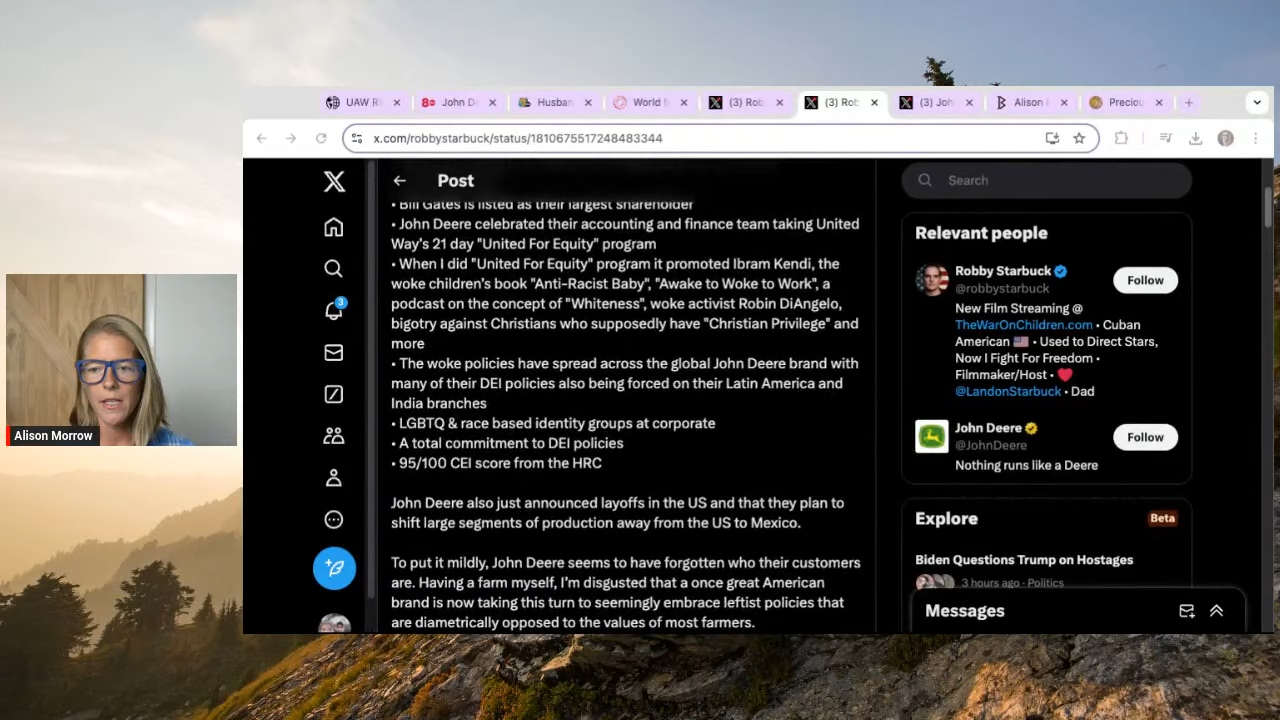 UAW R
John D
Husban
World f
(3) Rob
(3) Rob
(3) Joh
Alison
Preciou
x.com/robbystarbuck/status/1810675517248483344
Post
Search
• Bill Gates is listed as their largest shareholder
• John Deere celebrated their accounting and finance team taking United
Way's 21 day "United For Equity" program
• When I did "United For Equity" program it promoted Ibram Kendi, the
woke children's book "Anti-Racist Baby", "Awake to Woke to Work", a
podcast on the concept of "Whiteness", woke activist Robin DiAngelo,
bigotry against Christians who supposedly have "Christian Privilege" and
more
• The woke policies have spread across the global John Deere brand with
many of their DEI policies also being forced on their Latin America and
India branches
• LGBTQ & race based identity groups at corporate
• A total commitment to DEI policies
• 95/100 CEI score from the HRC
John Deere also just announced layoffs in the US and that they plan to
shift large segments of production away from the US to Mexico.
To put it mildly, John Deere seems to have forgotten who their customers
are. Having a farm myself, I'm disgusted that a once great American
brand is now taking this turn to seemingly embrace leftist policies that
are diametrically opposed to the values of most farmers.
Relevant people
Robby Starbuck
@robbystarbuck
Follow
New Film Streaming @
TheWarOnChildren.com • Cuban
American 🇺🇸 • Used to Direct Stars,
Now I Fight For Freedom •
Filmmaker/Host • ❤️
@LandonStarbuck • Dad
John Deere
@JohnDeere
Follow
Nothing runs like a Deere
Explore
Beta
Biden Questions Trump on Hostages
3 hours ago · Politics
Messages
3
Alison Morrow